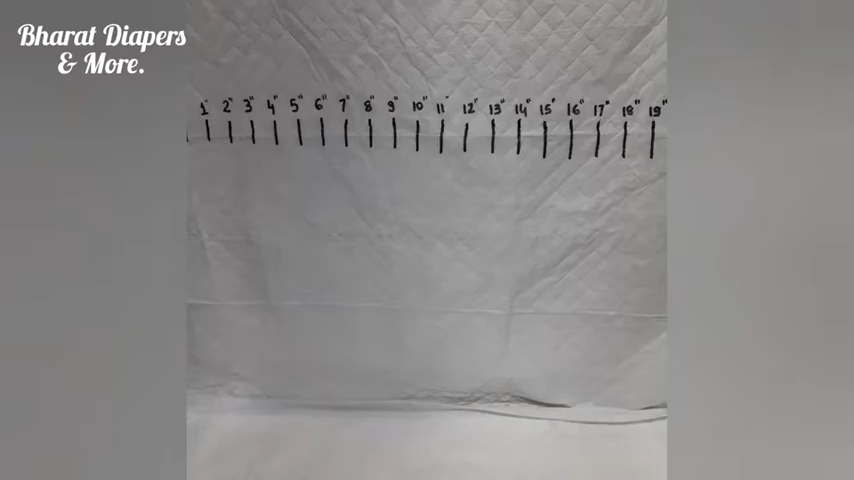 Bharat Diapers
& More.
1" 2" 3" 4" 5" 6" 7" 8" 9" 10" 11" 12" 13" 14" 15" 16" 17" 18" 19"